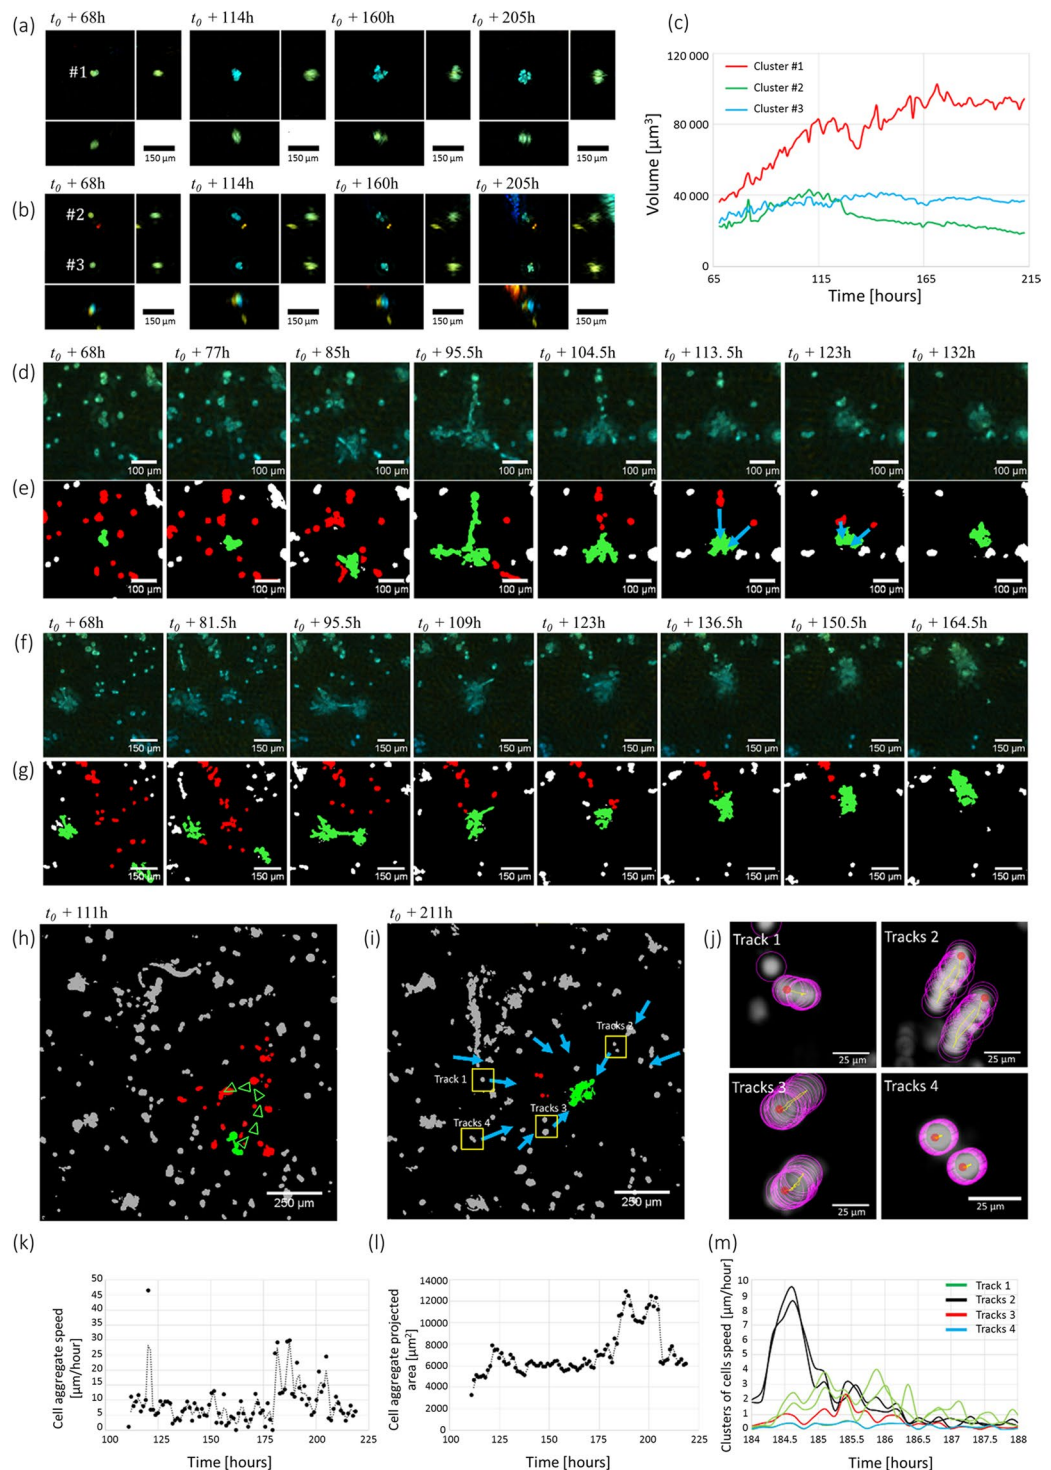 (a)
t0 + 68h
t0 + 114h
t0 + 160h
t0 + 205h
#1
150 µm
150 µm
150 µm
150 µm
(b)
t0 + 68h
t0 + 114h
t0 + 160h
t0 + 205h
#2
#3
150 µm
150 µm
150 µm
150 µm
(c)
120 000
80 000
40 000
0
Volume [µm³]
Cluster #1
Cluster #2
Cluster #3
65
115
165
215
Time [hours]
(d)
t0 + 68h
t0 + 77h
t0 + 85h
t0 + 95.5h
t0 + 104.5h
t0 + 113.5h
t0 + 123h
t0 + 132h
100 µm
100 µm
100 µm
100 µm
100 µm
100 µm
100 µm
100 µm
(e)
100 µm
100 µm
100 µm
100 µm
100 µm
100 µm
100 µm
100 µm
(f)
t0 + 68h
t0 + 81.5h
t0 + 95.5h
t0 + 109h
t0 + 123h
t0 + 136.5h
t0 + 150.5h
t0 + 164.5h
150 µm
150 µm
150 µm
150 µm
150 µm
150 µm
150 µm
150 µm
(g)
150 µm
150 µm
150 µm
150 µm
150 µm
150 µm
150 µm
150 µm
(h)
t0 + 111h
250 µm
(i)
t0 + 211h
Tracks 2
Track 1
Tracks 3
Tracks 4
250 µm
(j)
Track 1
25 µm
Tracks 2
25 µm
Tracks 3
25 µm
Tracks 4
25 µm
(k)
Cell aggregate speed
[µm/hour]
50
45
40
35
30
25
20
15
10
5
0
100
125
150
175
200
225
Time [hours]
(l)
Cell aggregate projected
area [µm²]
14000
12000
10000
8000
6000
4000
2000
0
100
125
150
175
200
225
Time [hours]
(m)
Clusters of cells speed [µm/hour]
10
9
8
7
6
5
4
3
2
1
0
Track 1
Tracks 2
Tracks 3
Tracks 4
184
184.5
185
185.5
186
186.5
187
187.5
188
Time [hours]